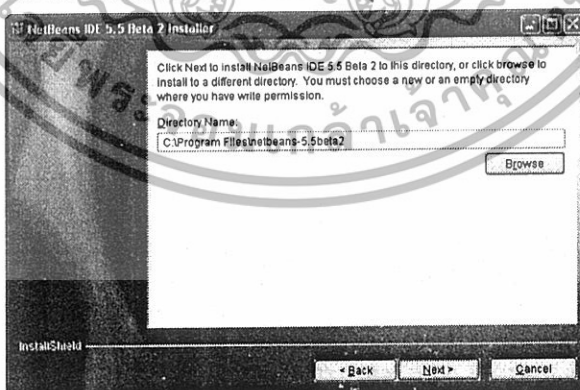 NetBeans IDE 5.5 Beta 2 Installer
Click Next to install NetBeans IDE 5.5 Beta 2 to this directory, or click browse to
install to a different directory. You must choose a new or an empty directory
where you have write permission.
Directory Name:
C:\Program Files\netbeans-5.5beta2
Browse
InstallShield
< Back
Next >
Cancel